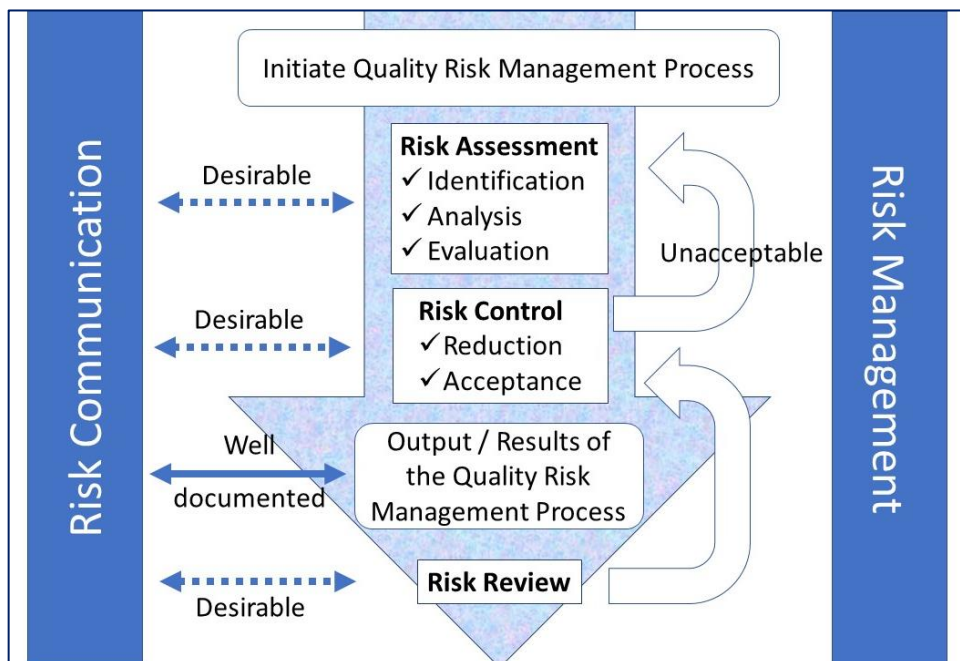 Risk Communication
Initiate Quality Risk Management Process
Desirable
Risk Assessment
✓ Identification
✓ Analysis
✓ Evaluation
Unacceptable
Desirable
Risk Control
✓ Reduction
✓ Acceptance
Well
documented
Output / Results of
the Quality Risk
Management Process
Desirable
Risk Review
Risk Management